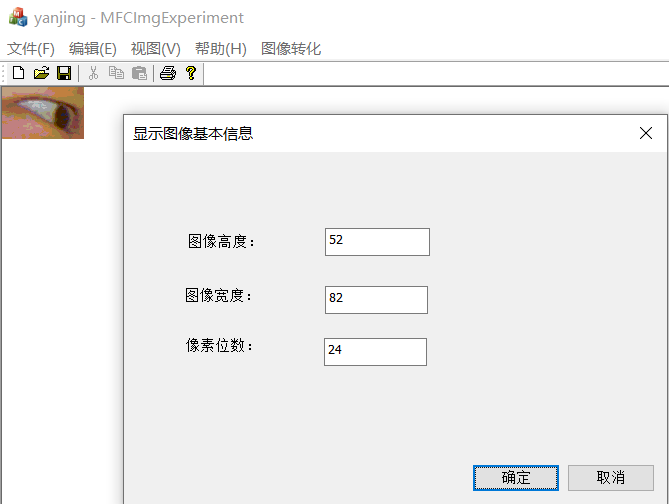 yanjing - MFCImgExperiment
文件(F) 编辑(E) 视图(V) 帮助(H) 图像转化
显示图像基本信息
图像高度： 52
图像宽度： 82
像素位数： 24
确定 取消